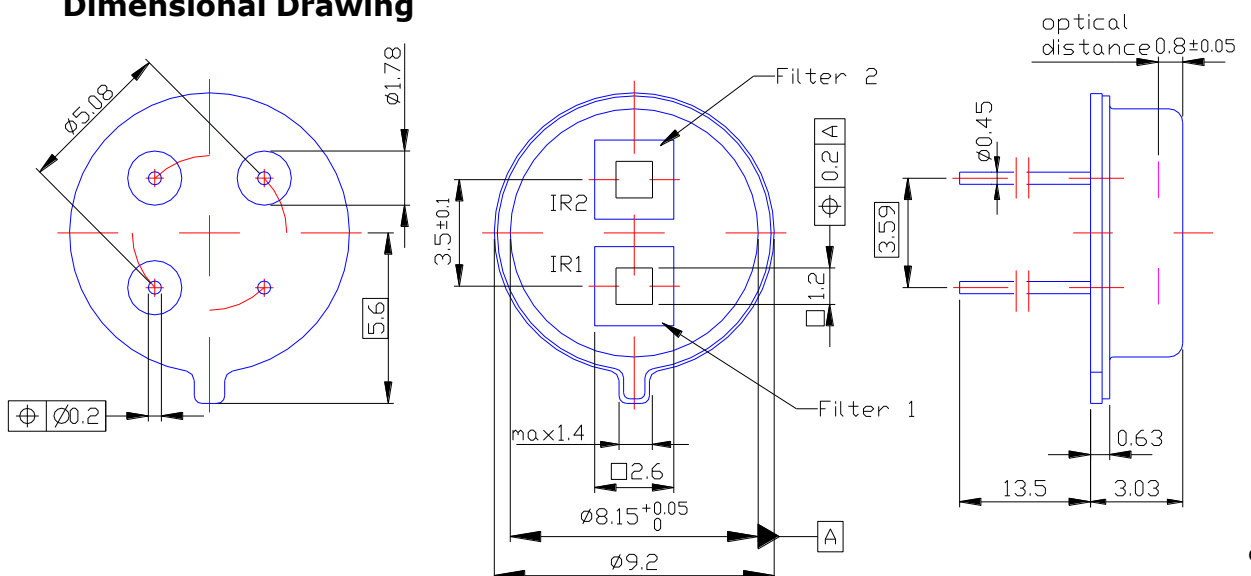 Dimensional Drawing
optical
distance 0.8±0.05
Ø5.08
Ø1.78
Filter 2
0.2 A
Ø0.45
IR2
3.5±0.1
3.59
IR1
1.2
5.6
Ø0.2
Filter 1
max1.4
0.63
□2.6
13.5
3.03
Ø8.15 +0.05 0
A
Ø9.2